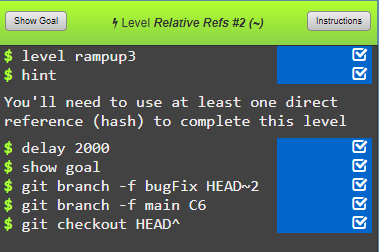 Show Goal
Level Relative Refs #2 (~)
Instructions
$ level rampup3
$ hint
You'll need to use at least one direct
reference (hash) to complete this level
$ delay 2000
$ show goal
$ git branch -f bugFix HEAD~2
$ git branch -f main C6
$ git checkout HEAD^